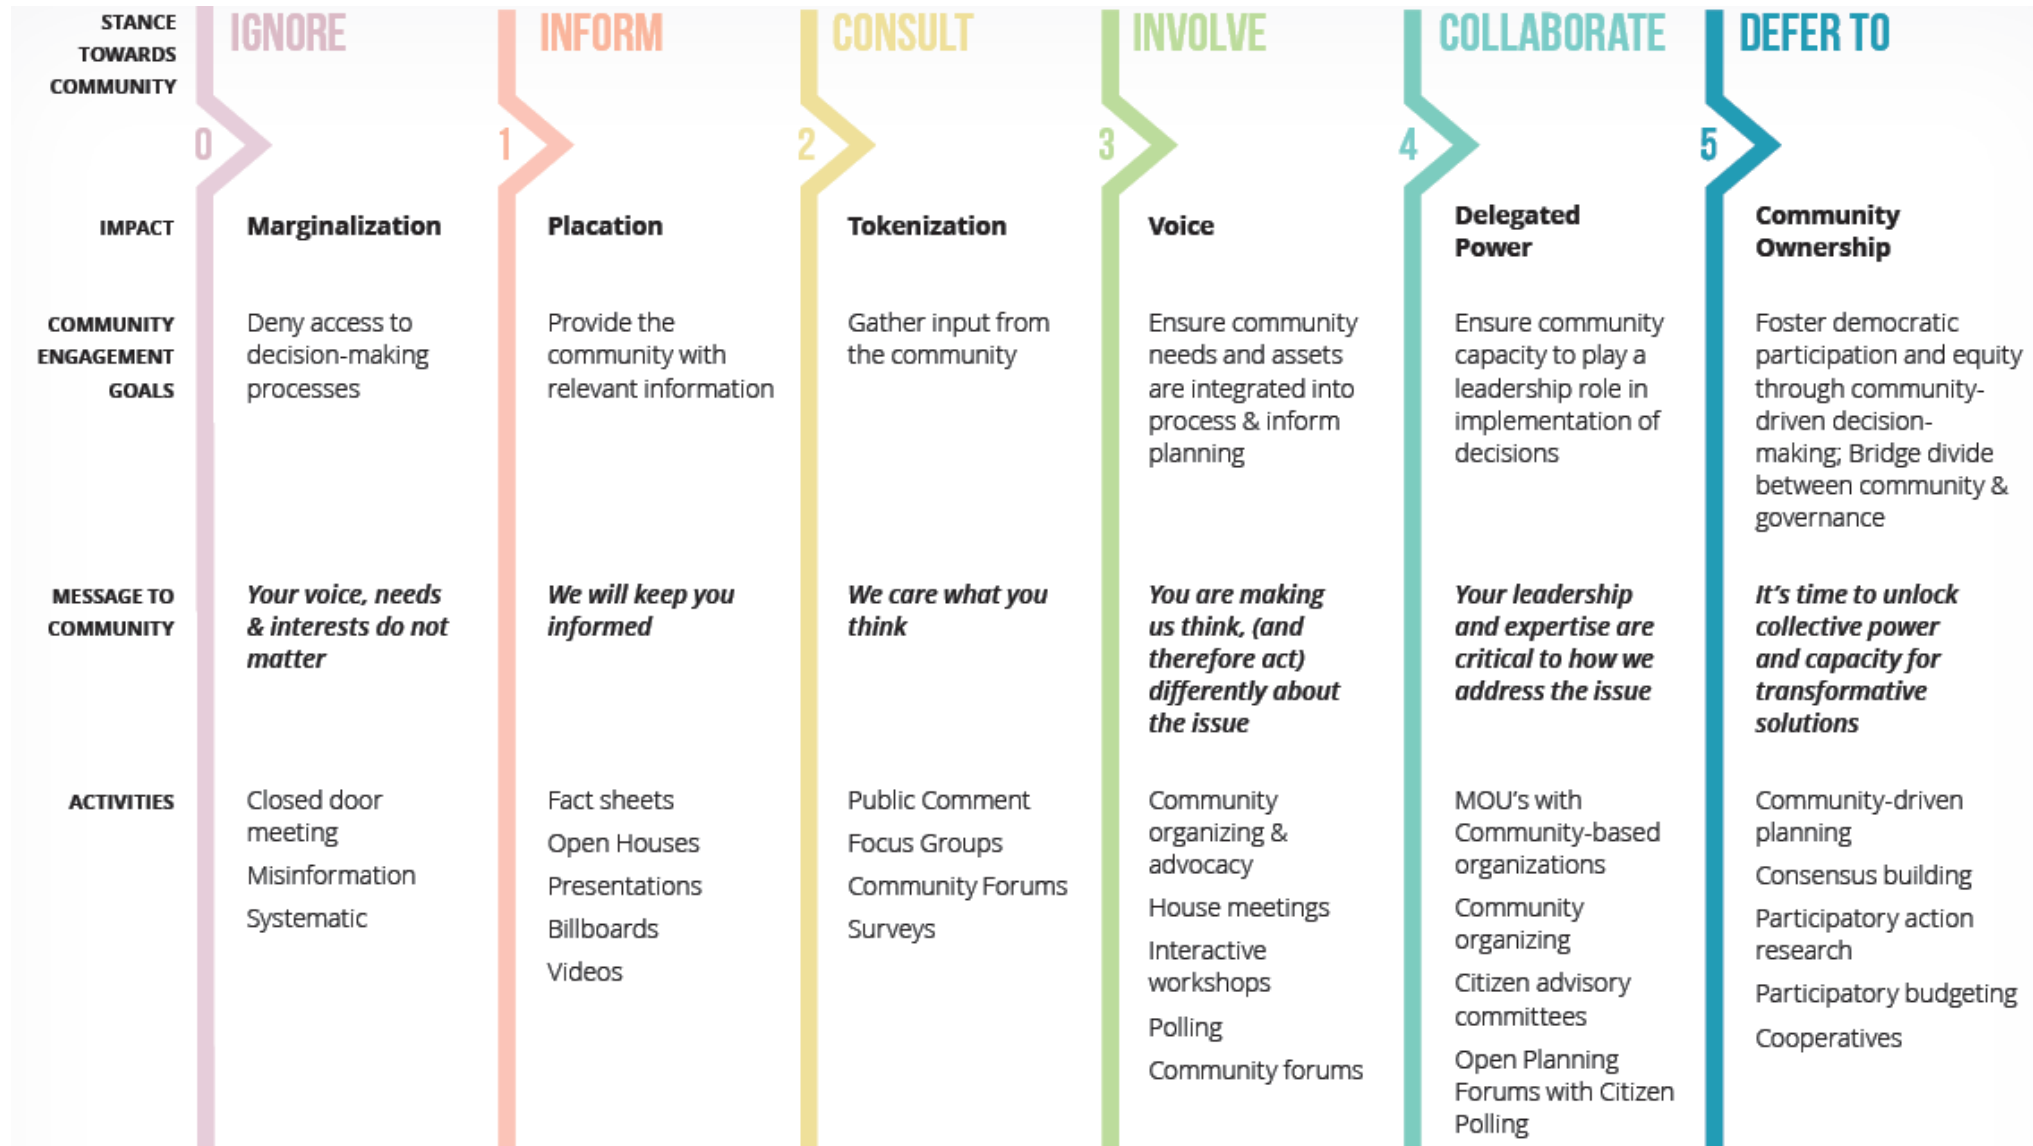 STANCE
TOWARDS
COMMUNITY
IGNORE
INFORM
CONSULT
INVOLVE
COLLABORATE
DEFER TO
0
1
2
3
4
5
IMPACT
Marginalization
Placation
Tokenization
Voice
Delegated
Power
Community
Ownership
COMMUNITY
ENGAGEMENT
GOALS
Deny access to
decision-making
processes
Provide the
community with
relevant information
Gather input from
the community
Ensure community
needs and assets
are integrated into
process & inform
planning
Ensure community
capacity to play a
leadership role in
implementation of
decisions
Foster democratic
participation and equity
through community-
driven decision-
making; Bridge divide
between community &
governance
MESSAGE TO
COMMUNITY
Your voice, needs
& interests do not
matter
We will keep you
informed
We care what you
think
You are making
us think, (and
therefore act)
differently about
the issue
Your leadership
and expertise are
critical to how we
address the issue
It’s time to unlock
collective power
and capacity for
transformative
solutions
ACTIVITIES
Closed door
meeting
Misinformation
Systematic
Fact sheets
Open Houses
Presentations
Billboards
Videos
Public Comment
Focus Groups
Community Forums
Surveys
Community
organizing &
advocacy
House meetings
Interactive
workshops
Polling
Community forums
MOU’s with
Community-based
organizations
Community
organizing
Citizen advisory
committees
Open Planning
Forums with Citizen
Polling
Community-driven
planning
Consensus building
Participatory action
research
Participatory budgeting
Cooperatives